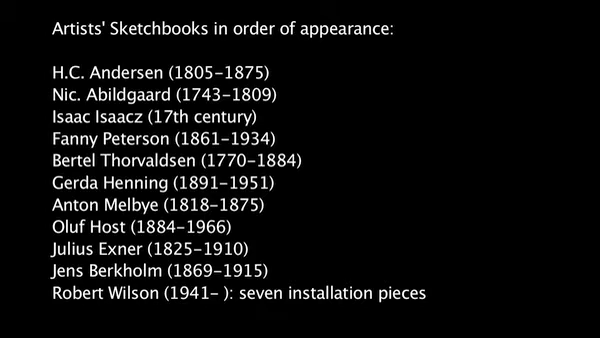 Artists' Sketchbooks in order of appearance:
H.C. Andersen (1805-1875)
Nic. Abildgaard (1743-1809)
Isaac Isaacz (17th century)
Fanny Peterson (1861-1934)
Bertel Thorvaldsen (1770-1884)
Gerda Henning (1891-1951)
Anton Melbye (1818-1875)
Oluf Host (1884-1966)
Julius Exner (1825-1910)
Jens Berkholm (1869-1915)
Robert Wilson (1941- ): seven installation pieces